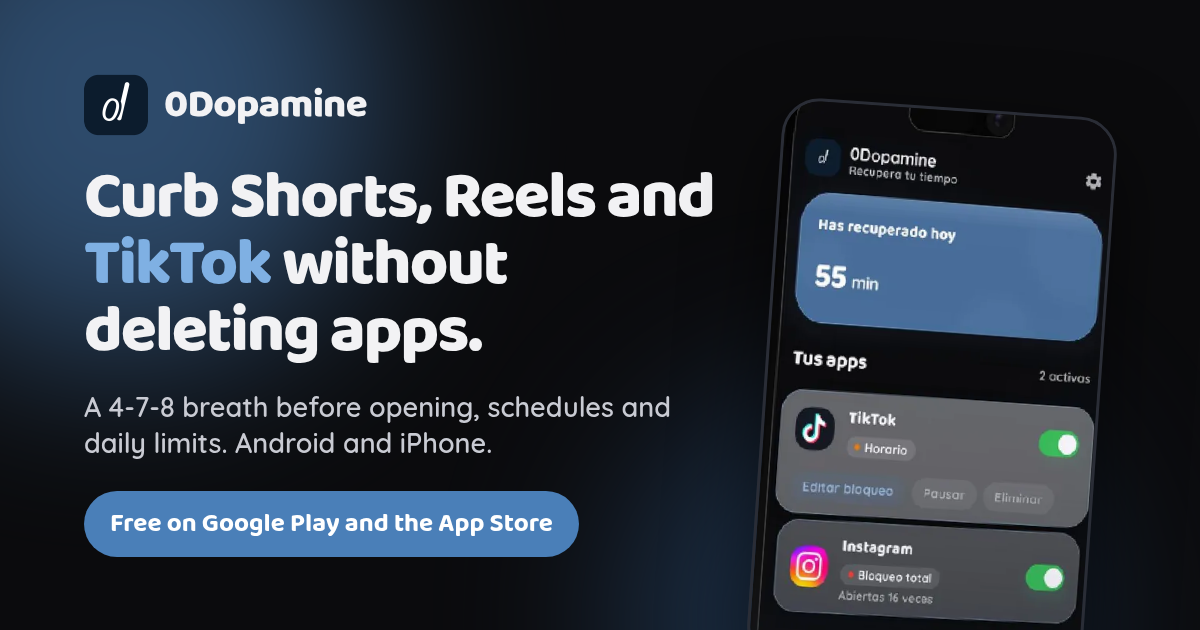 0Dopamine
Curb Shorts, Reels and
TikTok without
deleting apps.
A 4-7-8 breath before opening, schedules and
daily limits. Android and iPhone.
Free on Google Play and the App Store
0Dopamine
Recupera tu tiempo
Has recuperado hoy
55 min
Tus apps
2 activas
TikTok
Horario
Editar bloqueo
Pausar
Eliminar
Instagram
Bloqueo total
Abiertas 16 veces